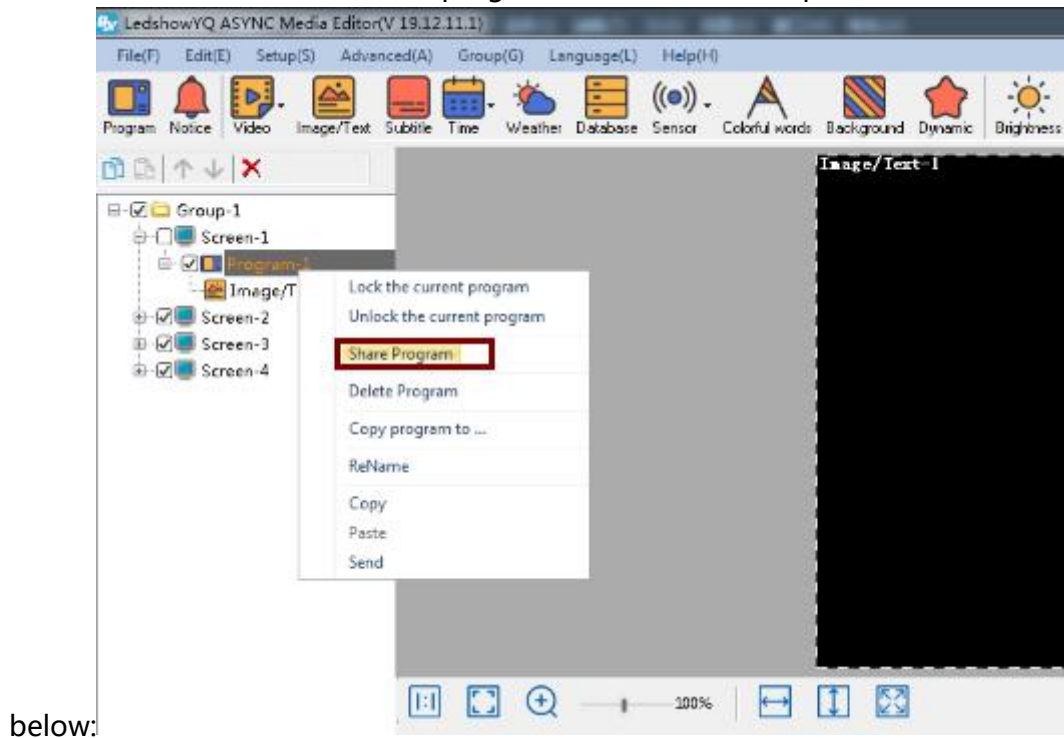 LedshowYQ ASYNC Media Editor(V 19.12.11.1)
File(F) Edit(E) Setup(S) Advanced(A) Group(G) Language(L) Help(H)
Program Notice Video Image/Text Subtitle Time Weather Database Sensor Colorful words Background Dynamic Brightness
Image/Text-1
Group-1
Screen-1
Program-1
Image/T
Screen-2
Screen-3
Screen-4
Lock the current program
Unlock the current program
Share Program
Delete Program
Copy program to ...
ReName
Copy
Paste
Send
1:1 100%
below: